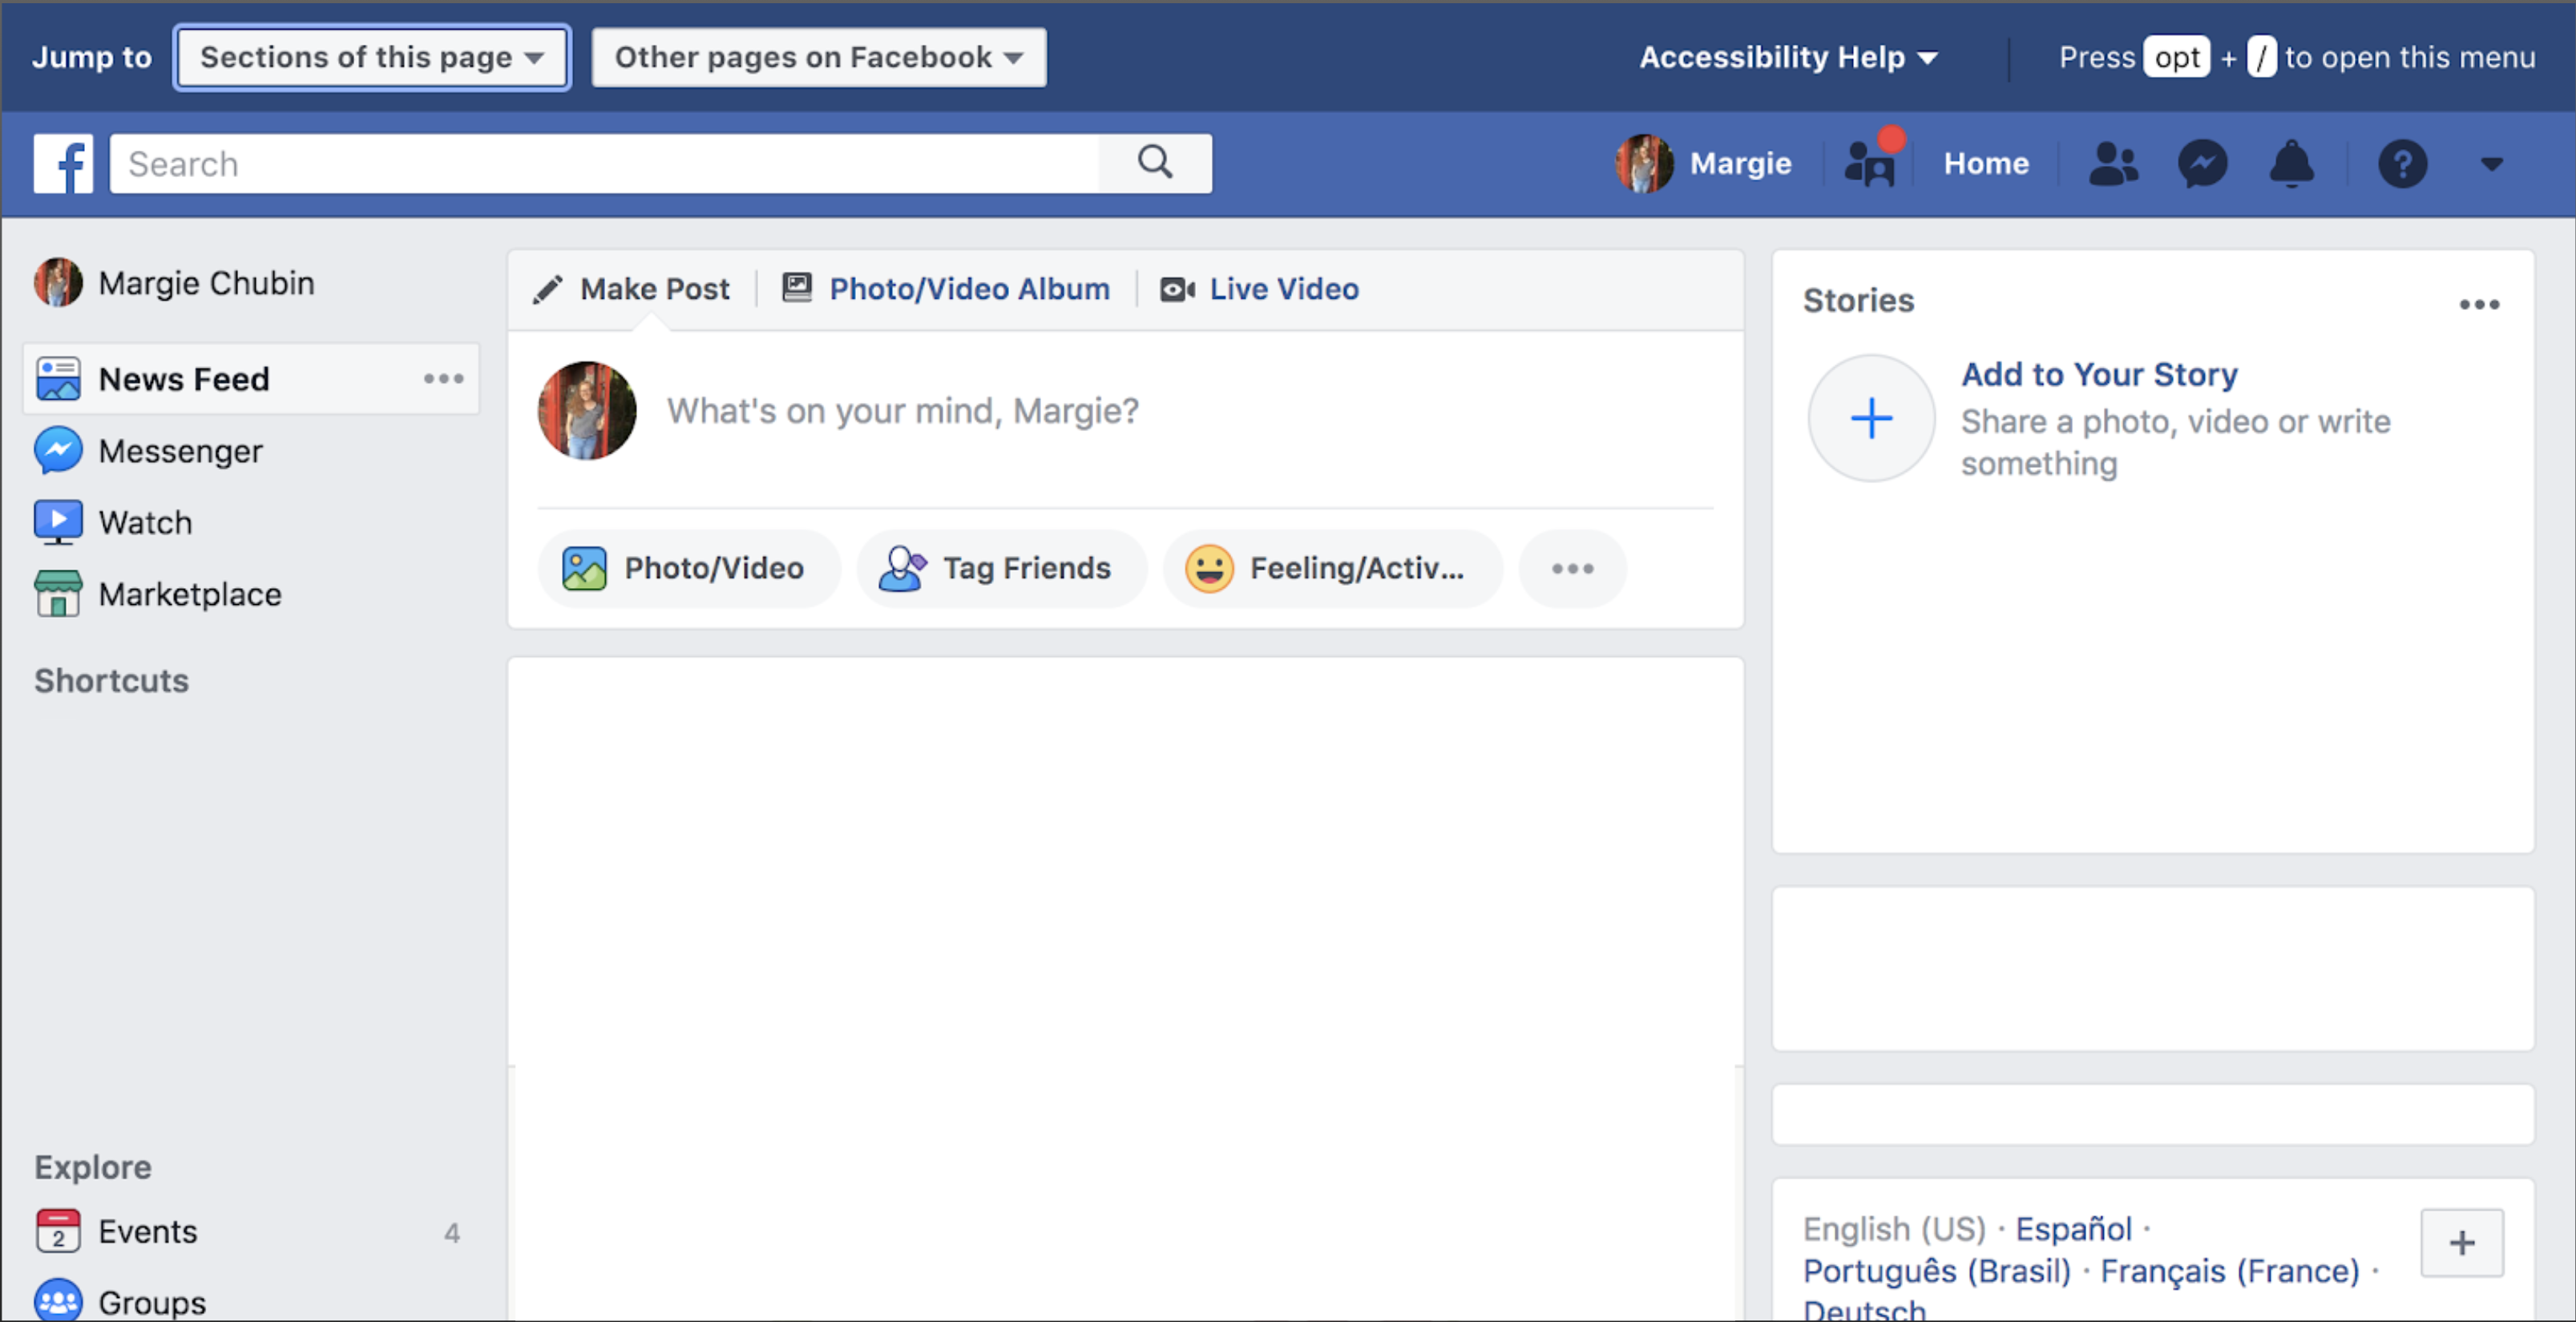 Jump to Sections of this page Other pages on Facebook Accessibility Help Press opt + / to open this menu
f Search Margie Home ?
Margie Chubin
News Feed
Messenger
Watch
Marketplace
Shortcuts
Explore
2 Events 4
Groups
Make Post Photo/Video Album Live Video
What's on your mind, Margie?
Photo/Video Tag Friends Feeling/Activ...
Stories
Add to Your Story
Share a photo, video or write
something
English (US) · Español ·
Português (Brasil) · Français (France) ·
Deutsch
+